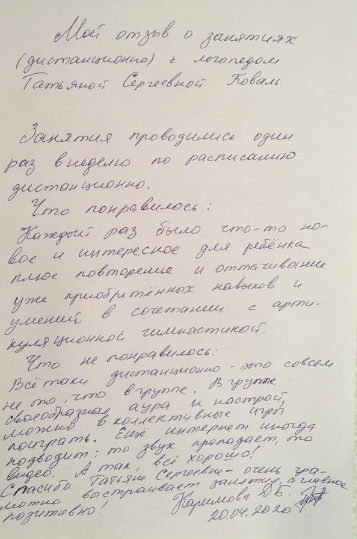 Мой отзыв о занятиях
(дистанционно) с логопедом
Татьяной Сергеевной Коваль.
Занятия проводились один
раз в неделю по расписанию
дистанционно.
Что понравилось:
Каждый раз было что-то но-
вое и интересное для ребёнка
плюс повторение и оттачивание
уже приобретённых навыков и
умений в сочетании с арти-
куляционной гимнастикой.
Что не понравилось:
Всё таки дистанционно - это совсем
не то, что в группе. В группе
своеобразная аура и настрой,
можно в коллективные игры
поиграть. Ещё интернет иногда
подводит: то звук пропадает, то
видео. А так, всё хорошо!
Спасибо Татьяне Сергеевне - очень гра-
мотно выстраивает занятия, а главное
позитивно! Каримова Д.В.
20.04.2020